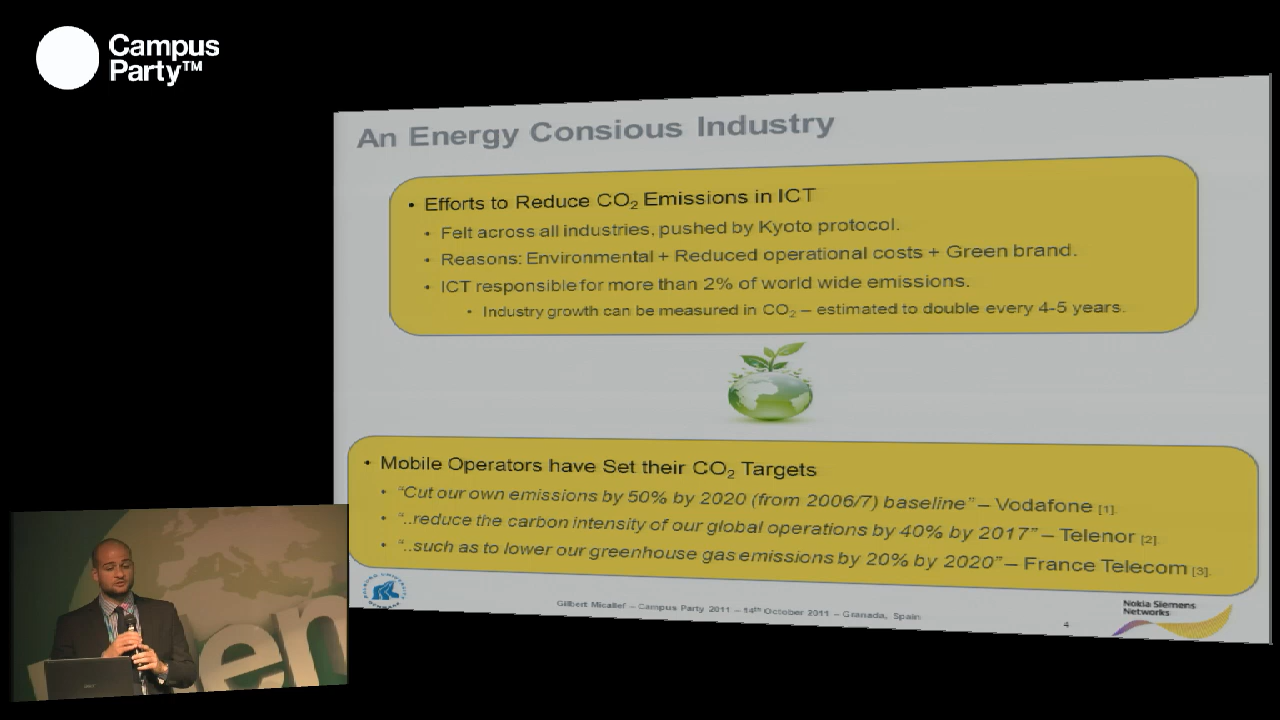 Campus
Party™
An Energy Consious Industry
• Efforts to Reduce CO₂ Emissions in ICT
• Felt across all industries, pushed by Kyoto protocol.
• Reasons: Environmental + Reduced operational costs + Green brand.
• ICT responsible for more than 2% of world wide emissions.
• Industry growth can be measured in CO₂ – estimated to double every 4-5 years.
• Mobile Operators have Set their CO₂ Targets
• “Cut our own emissions by 50% by 2020 (from 2006/7) baseline” – Vodafone [1].
• “..reduce the carbon intensity of our global operations by 40% by 2017” – Telenor [2]
• “..such as to lower our greenhouse gas emissions by 20% by 2020” – France Telecom [3].
Gilbert Micallef – Campus Party 2011 – 14th October 2011 – Granada, Spain
4
Nokia Siemens
Networks
en